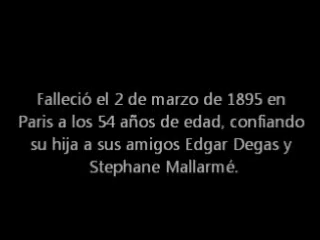 Falleció el 2 de marzo de 1895 en
Paris a los 54 años de edad, confiando
su hija a sus amigos Edgar Degas y
Stephane Mallarmé.